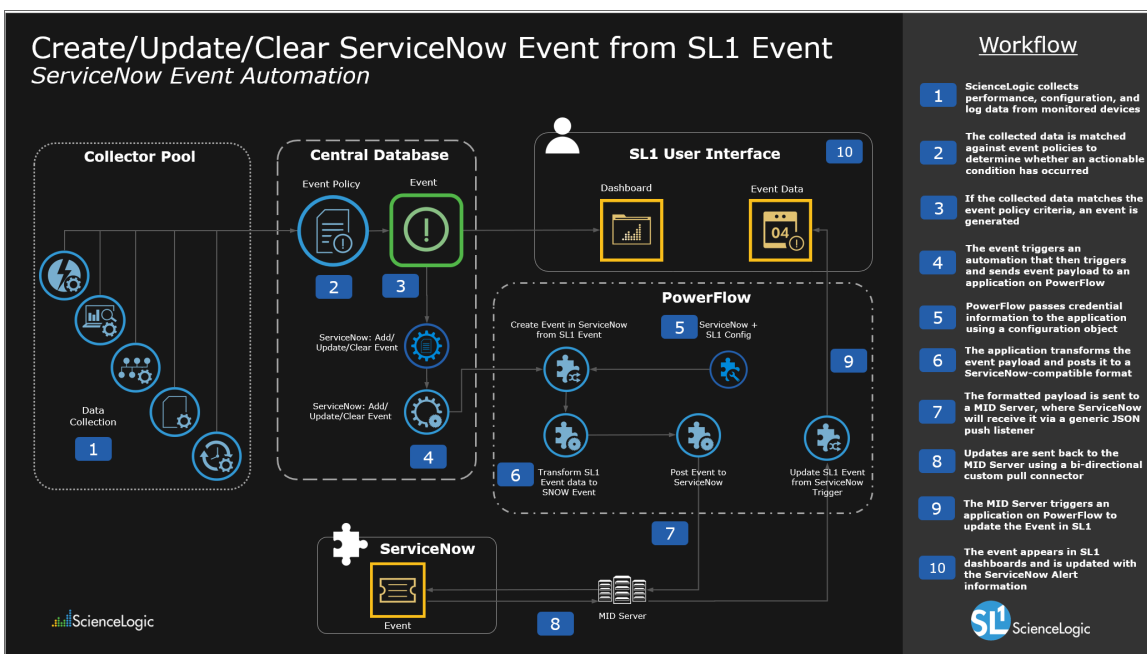 Create/Update/Clear ServiceNow Event from SL1 Event
ServiceNow Event Automation
Collector Pool
Data
Collection
1
Central Database
Event Policy
Event
2
3
ServiceNow: Add/
Update/Clear Event
ServiceNow: Add/
Update/Clear Event
4
SL1 User Interface
10
Dashboard
Event Data
04
PowerFlow
Create Event in ServiceNow
from SL1 Event
5
ServiceNow +
SL1 Config
9
6
Transform SL1
Event data to
SNOW Event
Post Event to
ServiceNow
Update SL1 Event
from ServiceNow
Trigger
7
ServiceNow
Event
8
MID Server
ScienceLogic
Workflow
1
ScienceLogic collects
performance, configuration, and
log data from monitored devices
2
The collected data is matched
against event policies to
determine whether an actionable
condition has occurred
3
If the collected data matches the
event policy criteria, an event is
generated
4
The event triggers an
automation that then triggers
and sends event payload to an
application on PowerFlow
5
PowerFlow passes credential
information to the application
using a configuration object
6
The application transforms the
event payload and posts it to a
ServiceNow-compatible format
7
The formatted payload is sent to
a MID Server, where ServiceNow
will receive it via a generic JSON
push listener
8
Updates are sent back to the
MID Server using a bi-directional
custom pull connector
9
The MID Server triggers an
application on PowerFlow to
update the Event in SL1
10
The event appears in SL1
dashboards and is updated with
the ServiceNow Alert
information
SL1
ScienceLogic